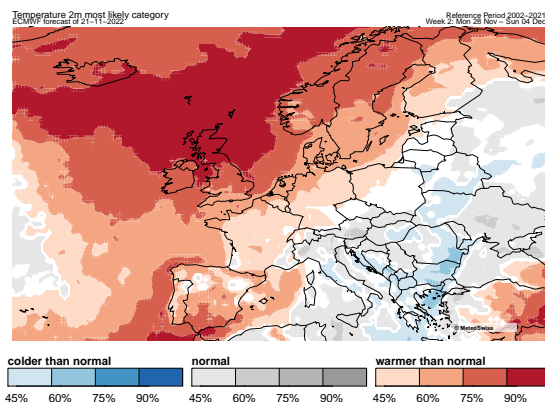 Temperature 2m most likely category
Reference Period 2002−2021
ECMWF forecast of 21−11−2022
Week 2: Mon 28 Nov − Sun 04 Dec
© MeteoSwiss
colder than normal
normal
warmer than normal
45% 60% 75% 90%
45% 60% 75% 90%
45% 60% 75% 90%